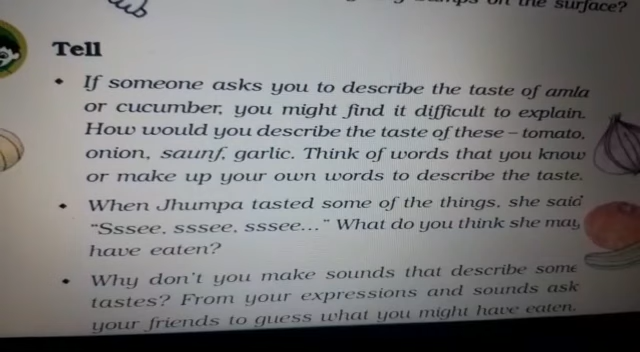 on the surface?
Tell
• If someone asks you to describe the taste of amla
or cucumber, you might find it difficult to explain.
How would you describe the taste of these – tomato,
onion, saunf, garlic. Think of words that you know
or make up your own words to describe the taste.
• When Jhumpa tasted some of the things, she said
"Sssee, sssee, sssee..." What do you think she may
have eaten?
• Why don't you make sounds that describe some
tastes? From your expressions and sounds ask
your friends to guess what you might have eaten.